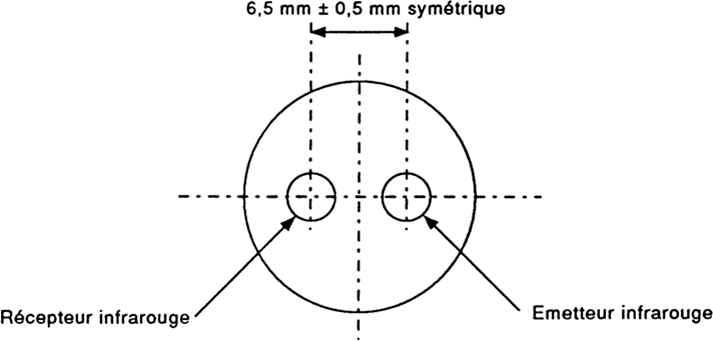 6,5 mm ± 0,5 mm symétrique
Récepteur infrarouge
Emetteur infrarouge